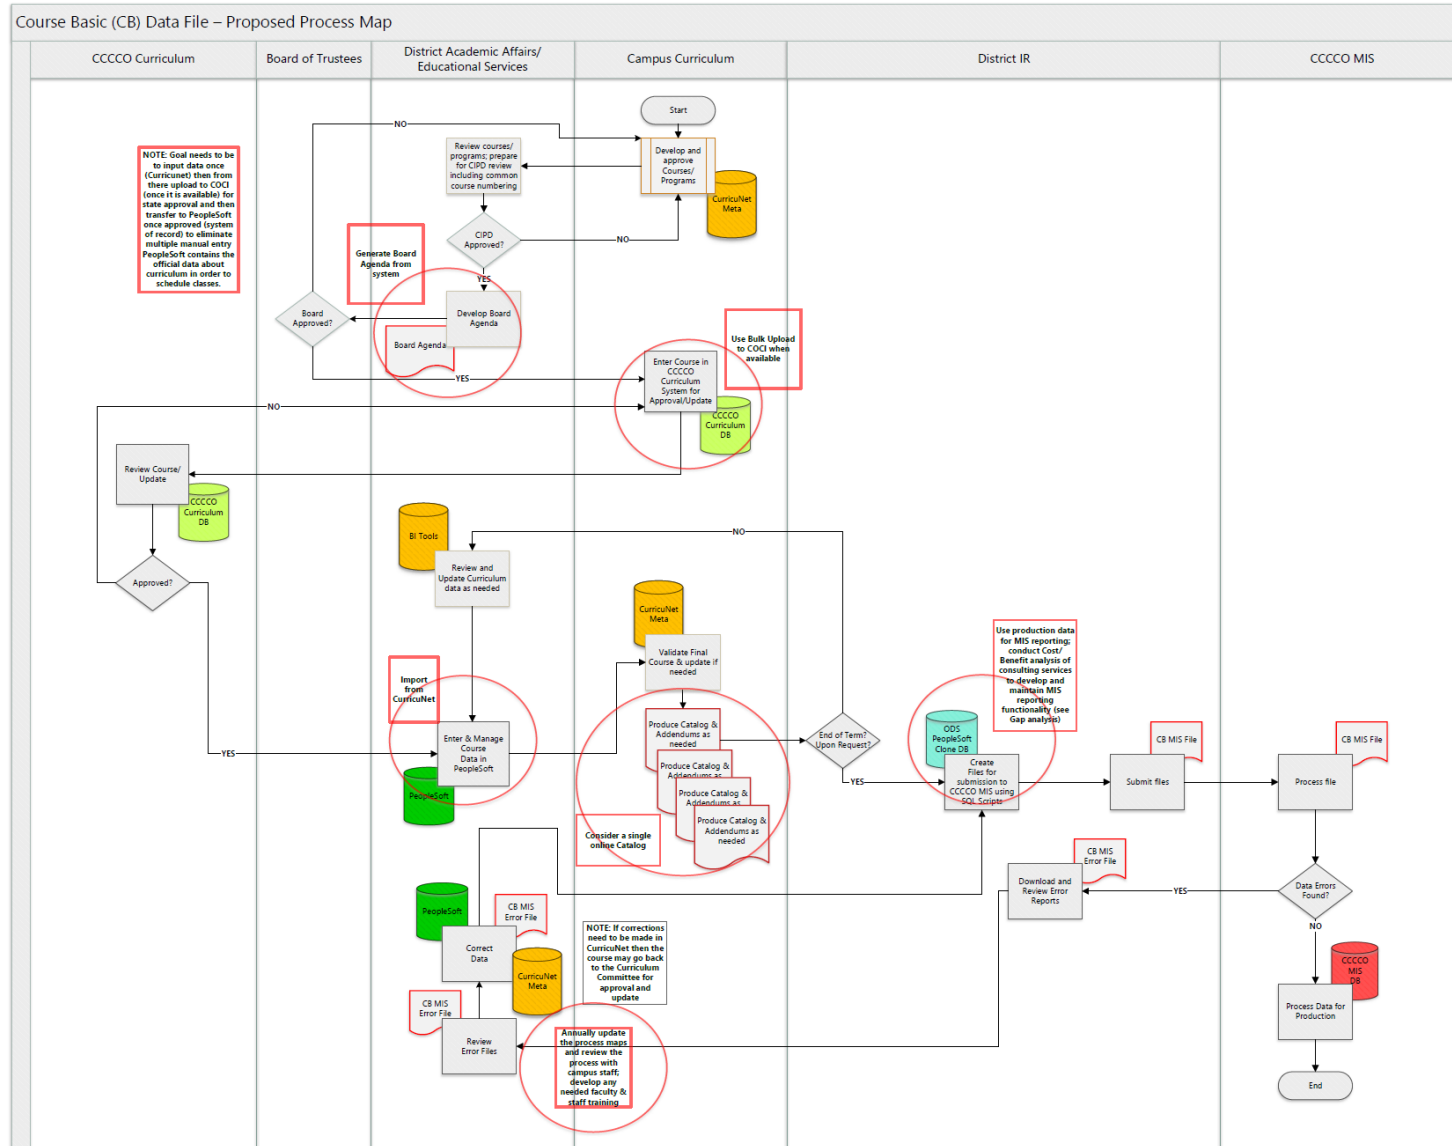 Course Basic (CB) Data File – Proposed Process Map
CCCCO Curriculum
Board of Trustees
District Academic Affairs/
Educational Services
Campus Curriculum
District IR
CCCCO MIS
Start
NO
NOTE: Goal needs to be
to input data once
(Curricunet) then from
there upload to COCI
(once it is available) for
state approval and then
transfer to PeopleSoft
once approved (system
of record) to eliminate
multiple manual entry
PeopleSoft contains the
official data about
curriculum in order to
schedule classes.
Review courses/
programs; prepare
for CIPD review
including common
course numbering
Develop and
approve
Courses/
Programs
CurricuNet
Meta
CIPD
Approved?
NO
YES
Generate Board
Agenda from
system
Board
Approved?
Develop Board
Agenda
Board Agenda
YES
Use Bulk Upload
to COCI when
available
Enter Course in
CCCCO
Curriculum
System for
Approval/Update
CCCCO
Curriculum
DB
NO
Review Course/
Update
CCCCO
Curriculum
DB
Approved?
YES
BI Tools
NO
Review and
Update Curriculum
data as needed
CurricuNet
Meta
Validate Final
Course & update if
needed
Import
from
CurricuNet
Enter & Manage
Course
Data in
PeopleSoft
PeopleSoft
Produce Catalog &
Addendums as
needed
Produce Catalog &
Addendums as
Produce Catalog &
Addendums as
Produce Catalog &
Addendums as
needed
Consider a single
online Catalog
End of Term?
Upon Request?
YES
Use production data
for MIS reporting;
conduct Cost/
Benefit analysis of
consulting services
to develop and
maintain MIS
reporting
functionality (see
Gap analysis)
ODS
PeopleSoft
Clone DB
Create
Files for
submission to
CCCCO MIS using
SQL Scripts
CB MIS File
Submit files
CB MIS File
Process file
CB MIS
Error File
Download and
Review Error
Reports
YES
Data Errors
Found?
NO
PeopleSoft
CB MIS
Error File
Correct
Data
CurricuNet
Meta
NOTE: If corrections
need to be made in
CurricuNet then the
course may go back
to the Curriculum
Committee for
approval and
update
CCCCO
MIS
DB
Process Data for
Production
CB MIS
Error File
Review
Error Files
Annually update
the process maps
and review the
process with
campus staff;
develop any
needed faculty &
staff training
End